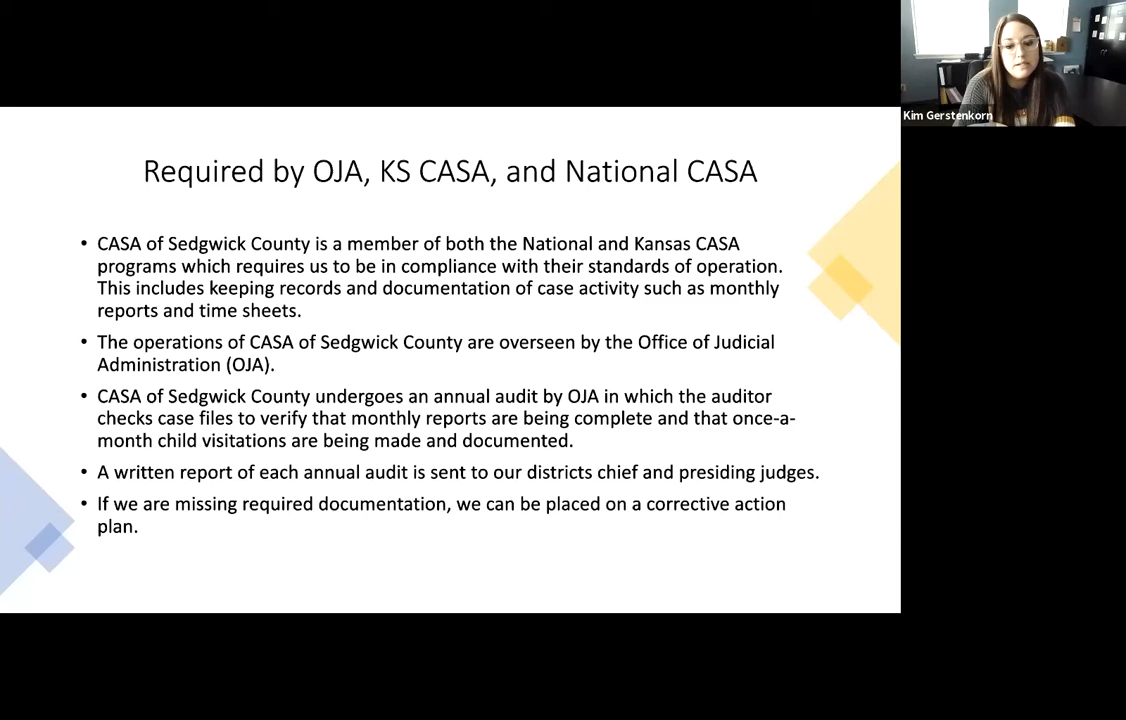 Required by OJA, KS CASA, and National CASA
• CASA of Sedgwick County is a member of both the National and Kansas CASA
programs which requires us to be in compliance with their standards of operation.
This includes keeping records and documentation of case activity such as monthly
reports and time sheets.
• The operations of CASA of Sedgwick County are overseen by the Office of Judicial
Administration (OJA).
• CASA of Sedgwick County undergoes an annual audit by OJA in which the auditor
checks case files to verify that monthly reports are being complete and that once-a-
month child visitations are being made and documented.
• A written report of each annual audit is sent to our districts chief and presiding judges.
• If we are missing required documentation, we can be placed on a corrective action
plan.
Kim Gerstenkorn